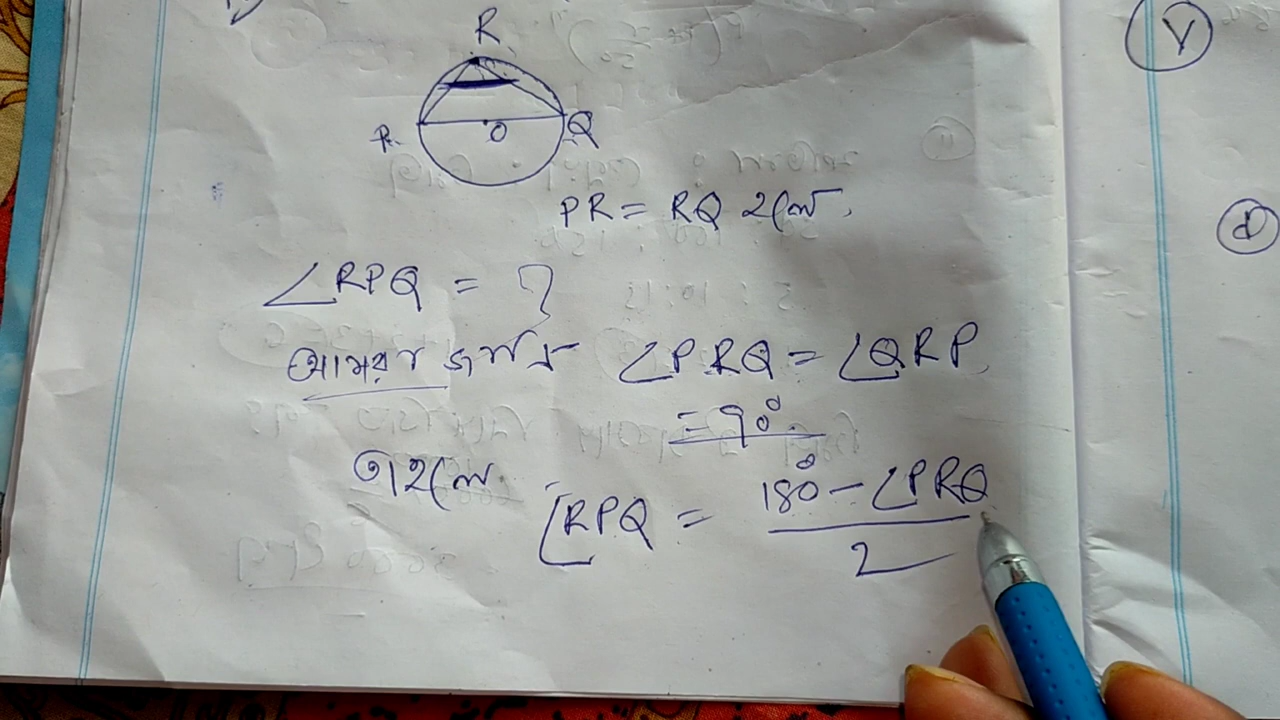 R
P. O Q
PR = RQ হলে,
∠RPQ = ?
আমরা জানি ∠PRQ = ∠QRP
= 90°.
তাহলে ∠RPQ = 180° - ∠PRQ
2
V
d